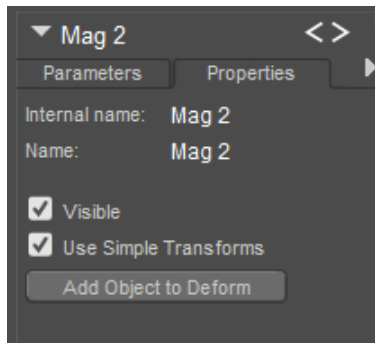 Mag 2
Parameters Properties
Internal name: Mag 2
Name: Mag 2
Visible
Use Simple Transforms
Add Object to Deform